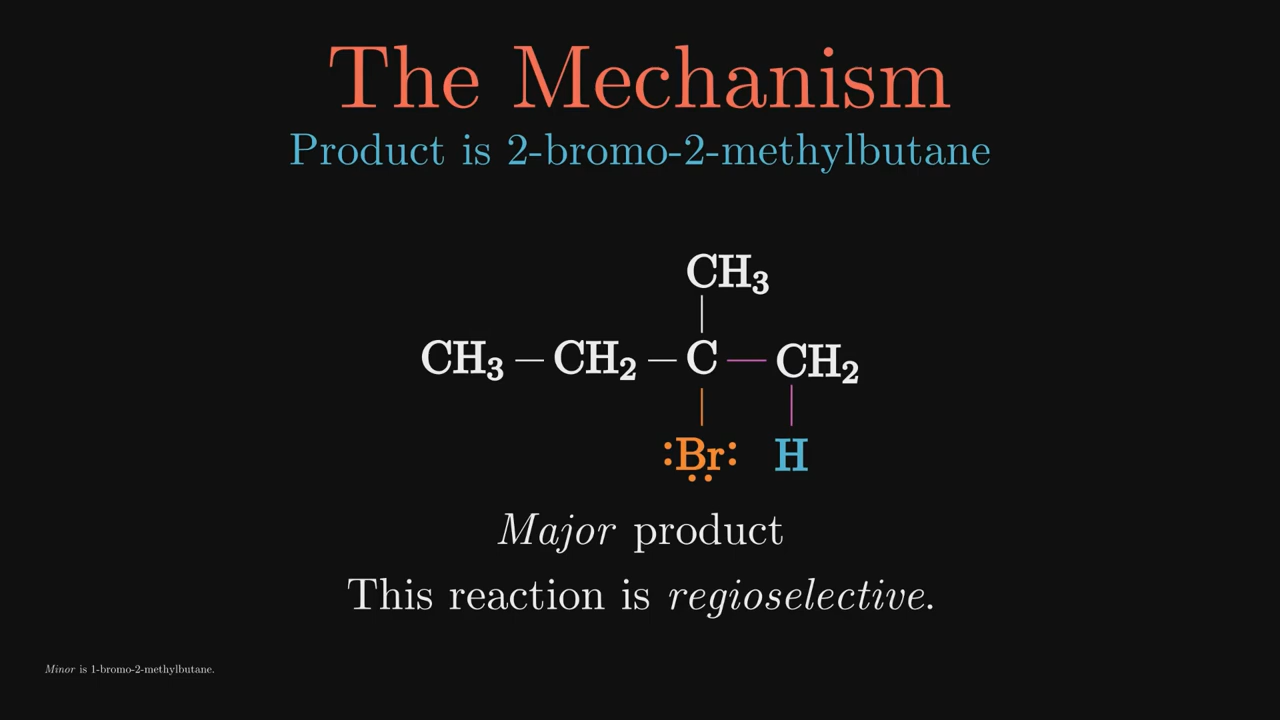 The Mechanism
Product is 2-bromo-2-methylbutane
CH₃
CH₃ — CH₂ — C — CH₂
:Br: H
Major product
This reaction is regioselective.
Minor is 1-bromo-2-methylbutane.